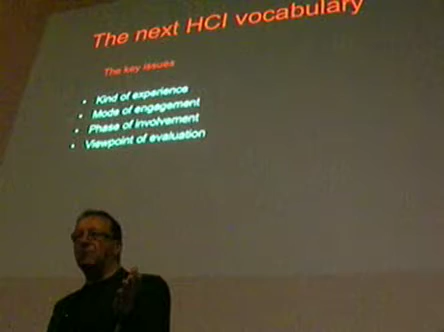 The next HCI vocabulary
The key issues
• Kind of experience
• Mode of engagement
• Phase of involvement
• Viewpoint of evaluation